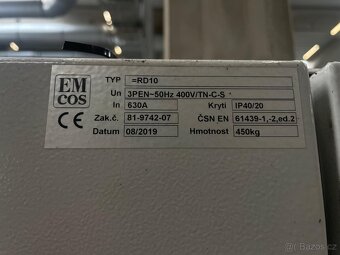 EM
COS
TYP =RD10
Un 3PEN~50Hz 400V/TN-C-S
In 630A Krytí IP40/20
Zak.č. 81-9742-07 ČSN EN 61439-1,-2,ed.2
Datum 08/2019 Hmotnost 450kg
CE
Bazos.cz